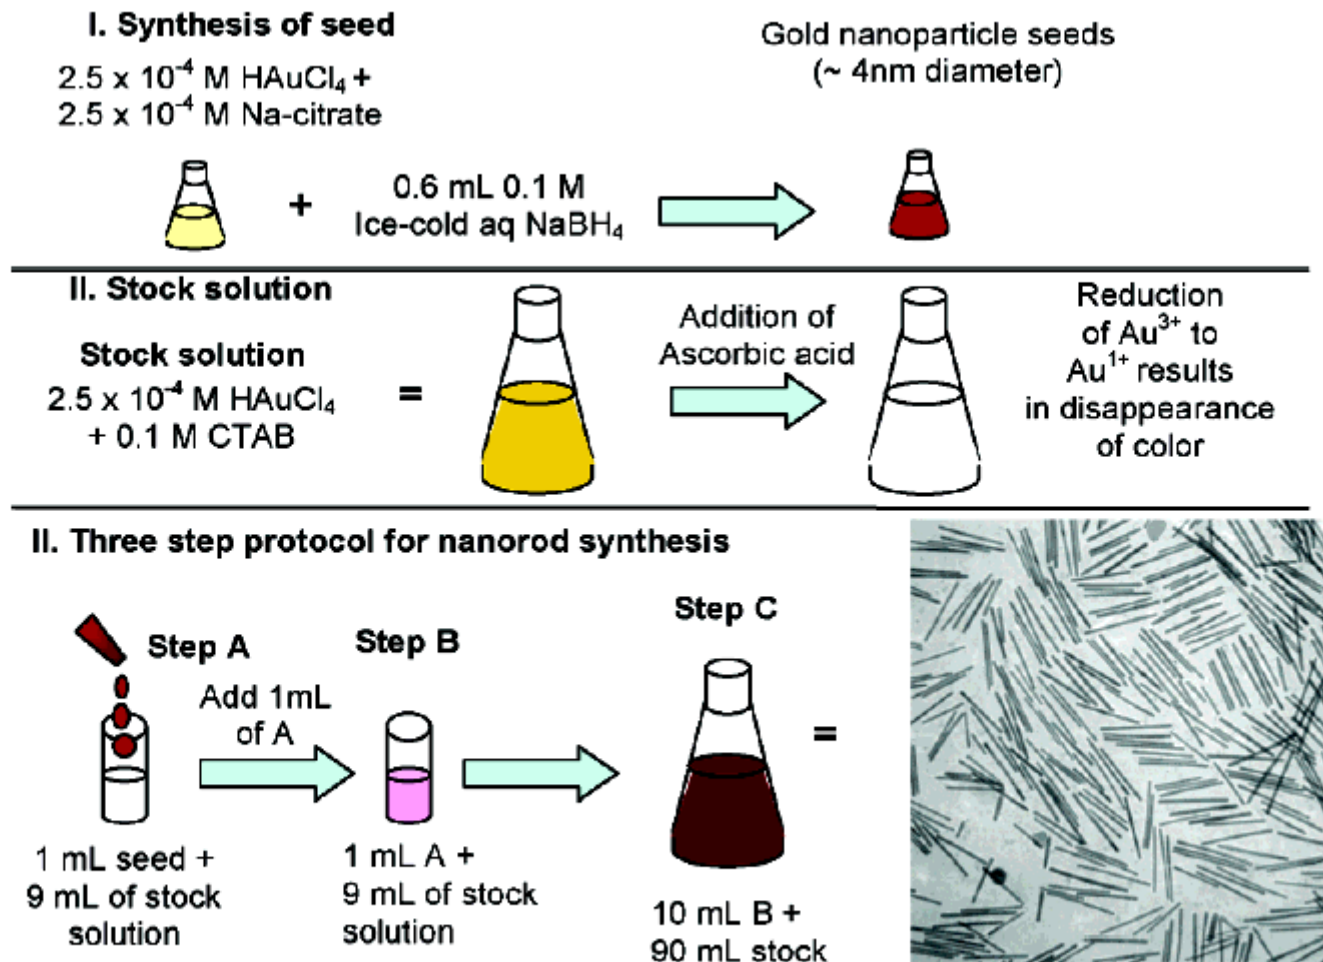 I. Synthesis of seed
2.5 x 10⁻⁴ M HAuCl₄ +
2.5 x 10⁻⁴ M Na-citrate
+
0.6 mL 0.1 M
Ice-cold aq NaBH₄
Gold nanoparticle seeds
(~ 4nm diameter)
II. Stock solution
Stock solution
2.5 x 10⁻⁴ M HAuCl₄
+ 0.1 M CTAB
=
Addition of
Ascorbic acid
Reduction
of Au³⁺ to
Au¹⁺ results
in disappearance
of color
II. Three step protocol for nanorod synthesis
Step A
Add 1mL
of A
1 mL seed +
9 mL of stock
solution
Step B
1 mL A +
9 mL of stock
solution
Step C
10 mL B +
90 mL stock
=